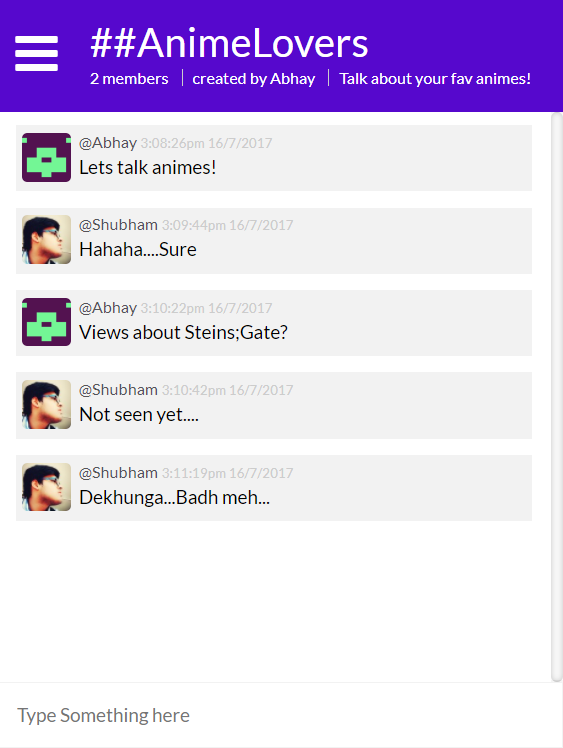 ##AnimeLovers
2 members | created by Abhay | Talk about your fav animes!
@Abhay 3:08:26pm 16/7/2017
Lets talk animes!
@Shubham 3:09:44pm 16/7/2017
Hahaha....Sure
@Abhay 3:10:22pm 16/7/2017
Views about Steins;Gate?
@Shubham 3:10:42pm 16/7/2017
Not seen yet....
@Shubham 3:11:19pm 16/7/2017
Dekhunga...Badh meh...
Type Something here